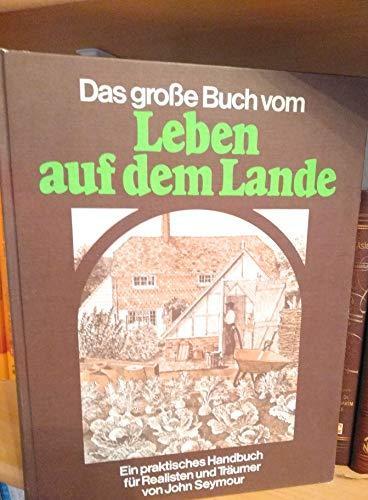 Das große Buch vom
Leben
auf dem Lande
Ein praktisches Handbuch
für Realisten und Träumer
von John Seymour